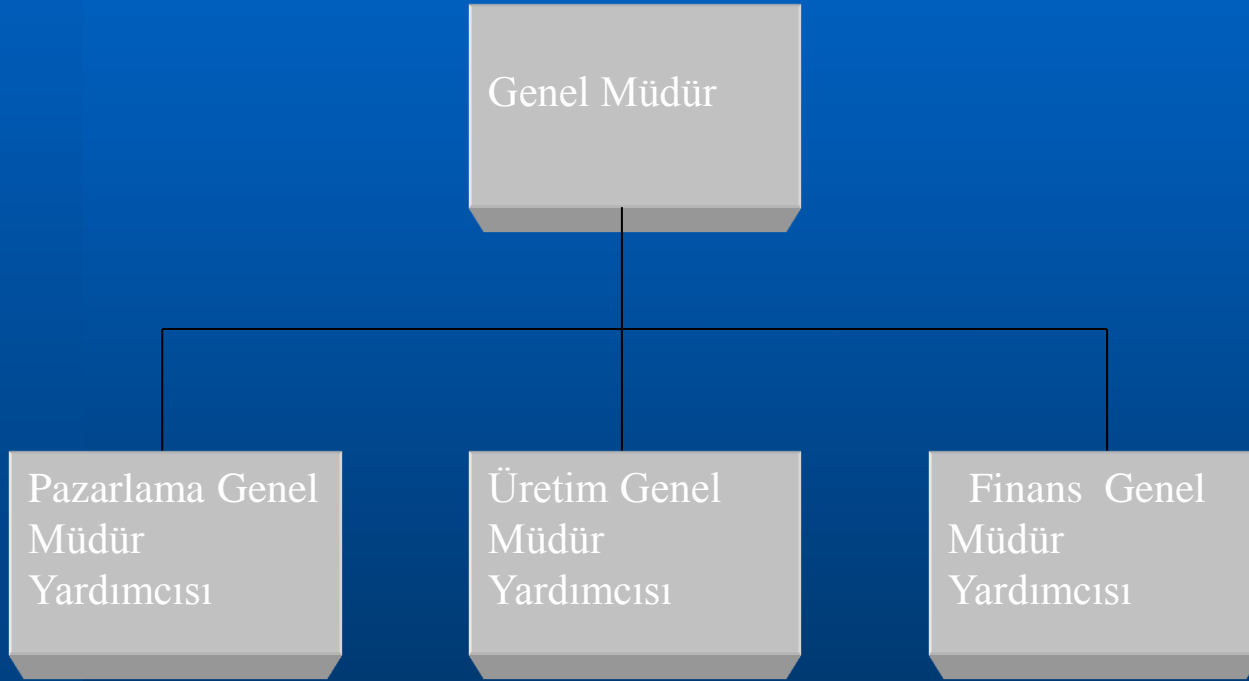 Genel Müdür
Pazarlama Genel
Müdür
Yardımcısı
Üretim Genel
Müdür
Yardımcısı
Finans  Genel
Müdür
Yardımcısı